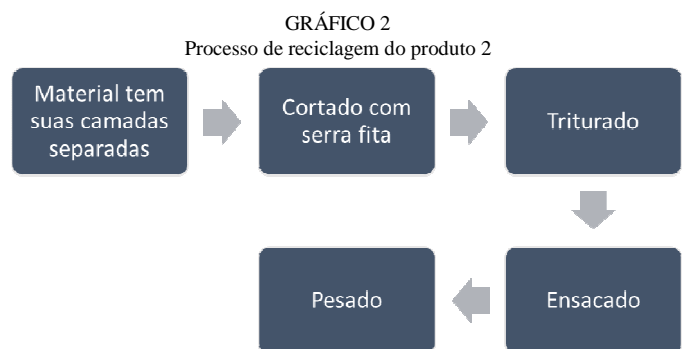 GRÁFICO 2
Processo de reciclagem do produto 2
Material tem
suas camadas
separadas
Cortado com
serra fita
Triturado
Ensacado
Pesado